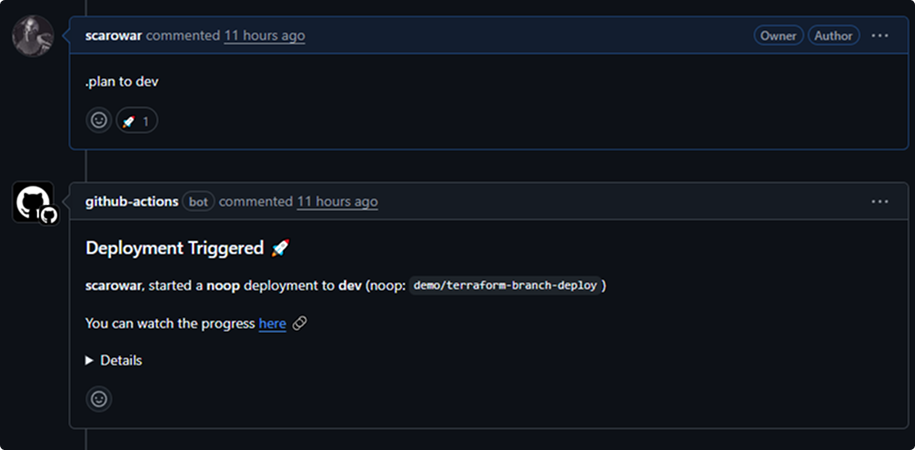 scarowar commented 11 hours ago Owner Author
.plan to dev
1
github-actions bot commented 11 hours ago
Deployment Triggered 🚀
scarowar, started a noop deployment to dev (noop: demo/terraform-branch-deploy)
You can watch the progress here
Details